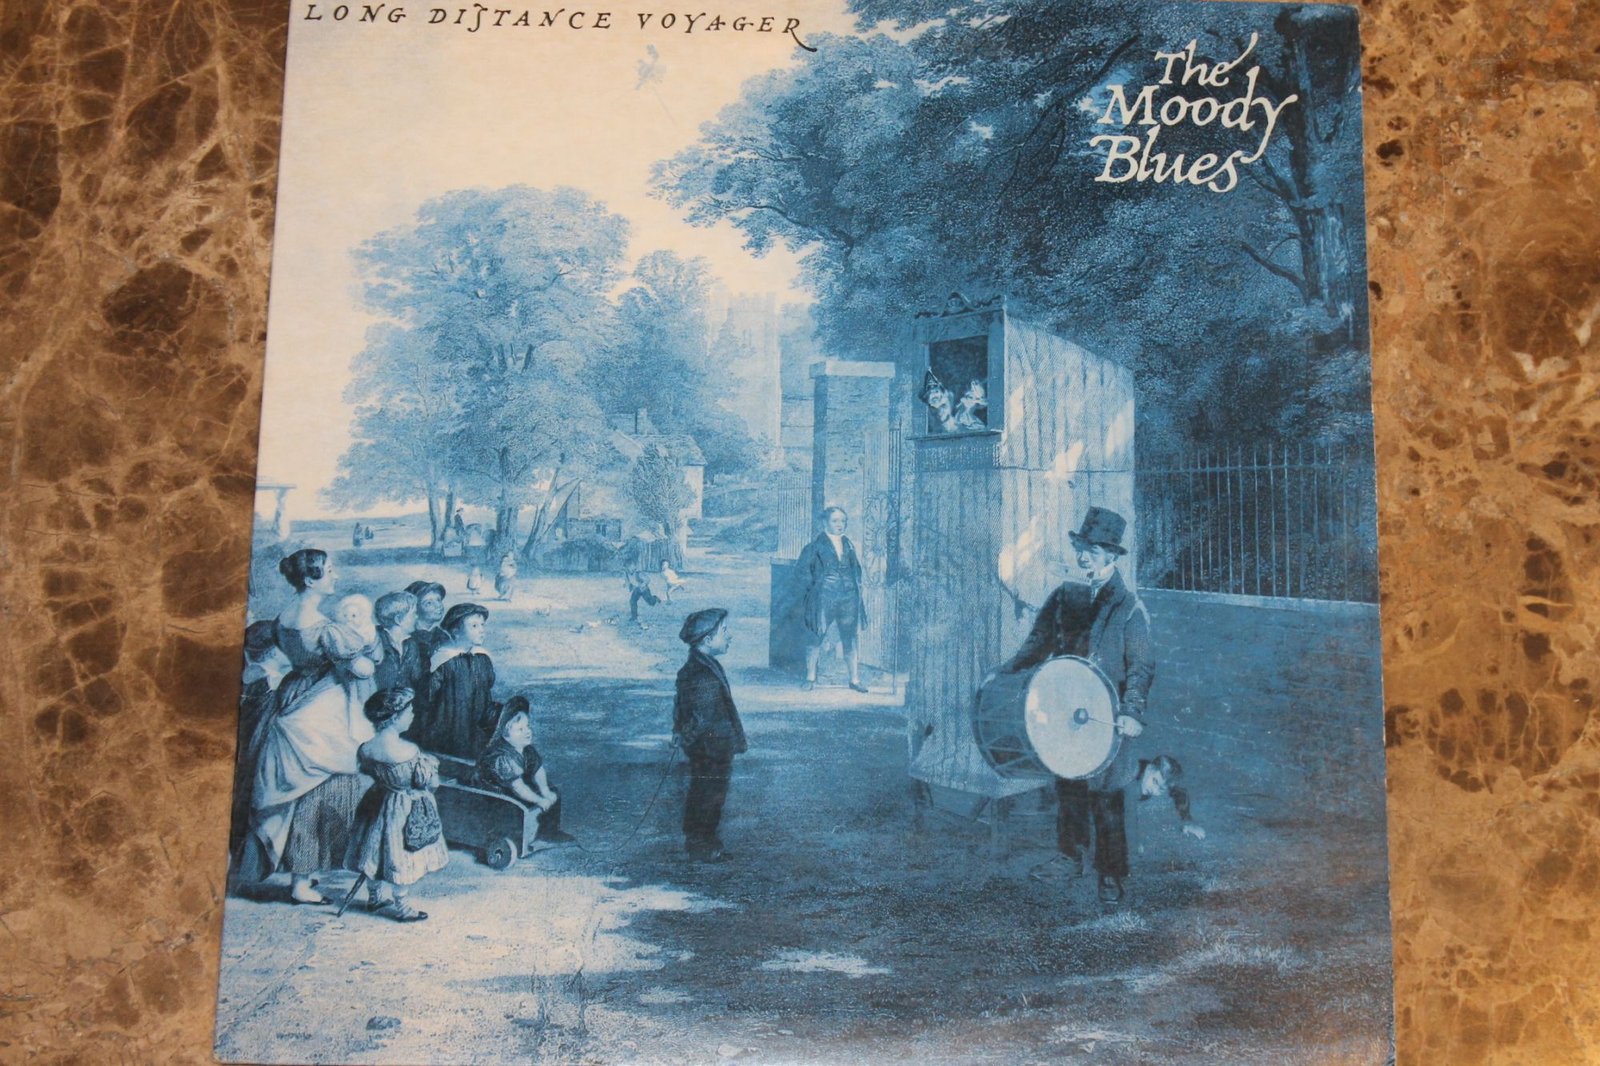 LONG DISTANCE VOYAGER
The
Moody
Blues